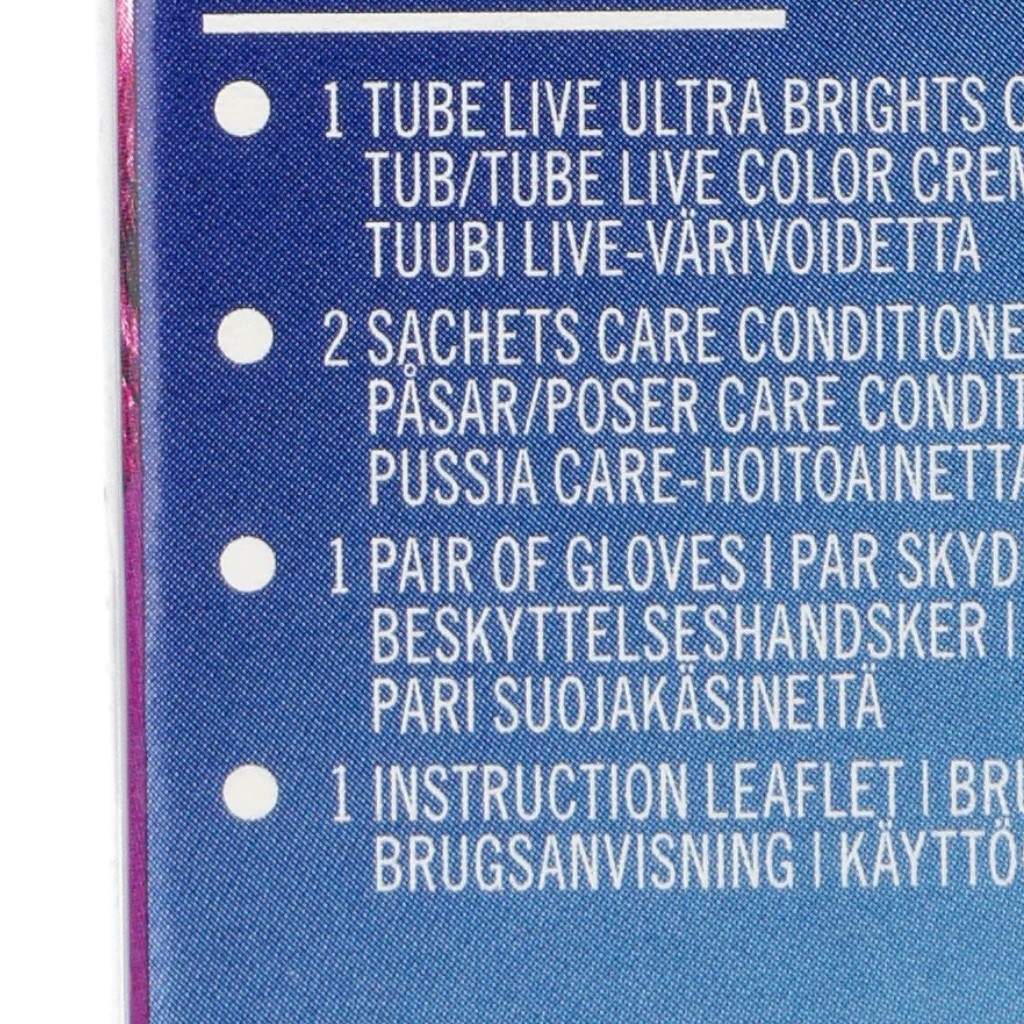 1 TUBE LIVE ULTRA BRIGHTS
TUB/TUBE LIVE COLOR
TUUBI LIVE-VÄRIVOIDETTA
2 SACHETS CARE
PÅSAR/POSER CARE
PUSSIA CARE-HOITOAINETTA
1 PAIR OF GLOVES | PAR
BESKYTTELSESHANDSKER |
PARI SUOJAKÄSINEITÄ
1 INSTRUCTION LEAFLET |
BRUGSANVISNING |